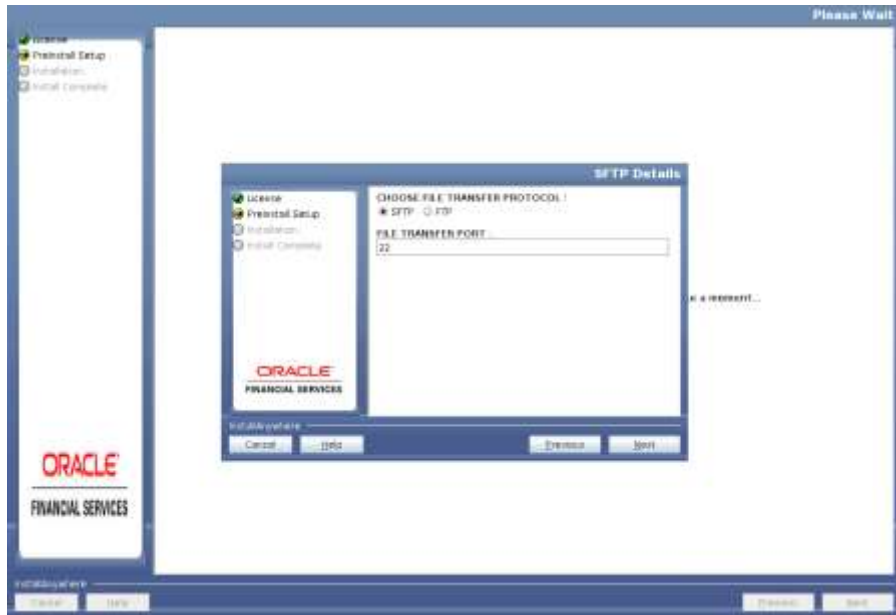 Please Wait
License
Preinstall Setup
Installation
Install Complete
SFTP Details
License
Preinstall Setup
Installation
Install Complete
CHOOSE FILE TRANSFER PROTOCOL :
SFTP FTP
FILE TRANSFER PORT
22
a moment...
ORACLE
FINANCIAL SERVICES
InstallAnywhere
Cancel Help Previous Next
ORACLE
FINANCIAL SERVICES
InstallAnywhere
Cancel Help Previous Next